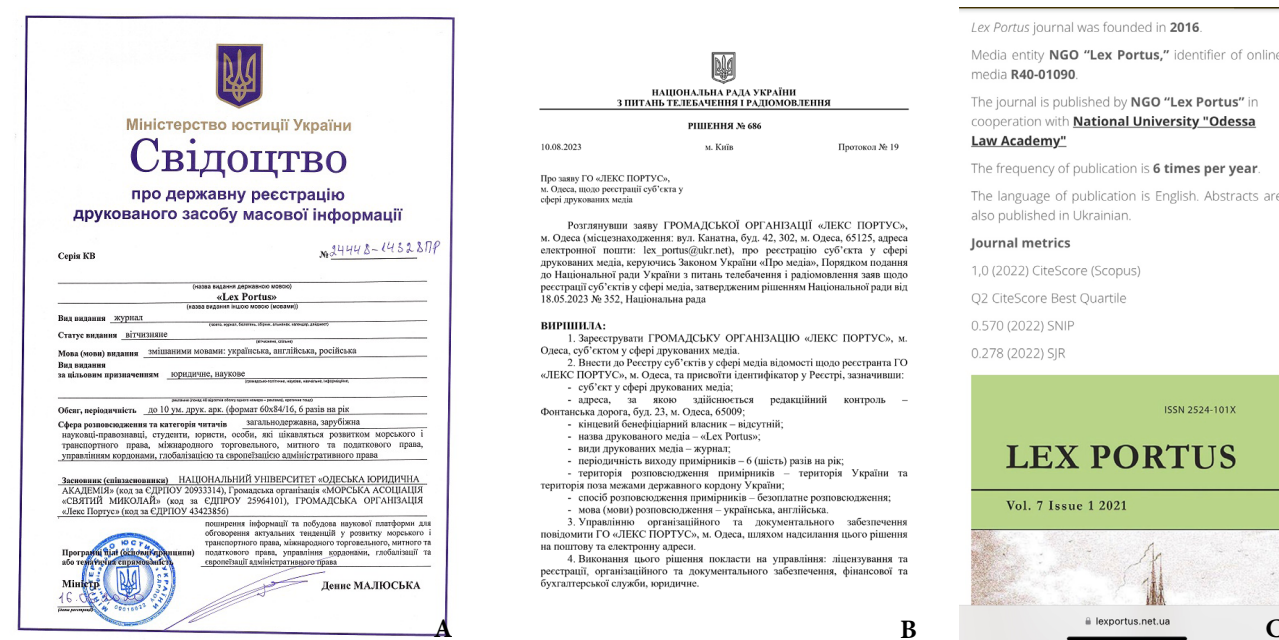 Міністерство юстиції України
Свідоцтво
про державну реєстрацію
друкованого засобу масової інформації
Серія КВ
№ 24448-14328ПР
(назва видання державною мовою)
«Lex Portus»
(назва видання іншою мовою (мовами))
Вид видання журнал
Статус видання вітчизняне
Мова (мови) видання змішаними мовами: українська, англійська, російська
Вид видання
за цільовим призначенням юридичне, наукове
Обсяг, періодичність до 10 ум. друк. арк. (формат 60х84/16, 6 разів на рік
Сфера розповсюдження та категорія читачів загальнодержавна, зарубіжна
науковці-правознавці, студенти, юристи, особи, які цікавляться розвитком морського і
транспортного права, міжнародного торговельного, митного та податкового права,
управлінням кордонами, глобалізацією та європеїзацією адміністративного права
Засновник (співзасновники) НАЦІОНАЛЬНИЙ УНІВЕРСИТЕТ «ОДЕСЬКА ЮРИДИЧНА
АКАДЕМІЯ» (код за ЄДРПОУ 20933314), Громадська організація «МОРСЬКА АСОЦІАЦІЯ
«СВЯТИЙ МИКОЛАЙ» (код за ЄДПРОУ 25964101), ГРОМАДСЬКА ОРГАНІЗАЦІЯ
«Лекс Портус» (код за ЄДРПОУ 43423856)
поширення інформації та побудова наукової платформи для
обговорення актуальних тенденцій у розвитку морського і
транспортного права, міжнародного торговельного, митного та
Програмні цілі (основні принципи) податкового права, управління кордонами, глобалізації та
або тематична спрямованість європеїзації адміністративного права
Міністр
Денис МАЛЮСЬКА
16.
A
НАЦІОНАЛЬНА РАДА УКРАЇНИ
З ПИТАНЬ ТЕЛЕБАЧЕННЯ І РАДІОМОВЛЕННЯ
РІШЕННЯ № 686
10.08.2023 м. Київ Протокол № 19
Про заяву ГО «ЛЕКС ПОРТУС»,
м. Одеса, щодо реєстрації суб’єкта у
сфері друкованих медіа
Розглянувши заяву ГРОМАДСЬКОЇ ОРГАНІЗАЦІЇ «ЛЕКС ПОРТУС»,
м. Одеса (місцезнаходження: вул. Канатна, буд. 42, 302, м. Одеса, 65125, адреса
електронної пошти: lex_portus@ukr.net), про реєстрацію суб’єкта у сфері
друкованих медіа, керуючись Законом України «Про медіа», Порядком подання
до Національної ради України з питань телебачення і радіомовлення заяв щодо
реєстрації суб’єктів у сфері медіа, затвердженим рішенням Національної ради від
18.05.2023 № 352, Національна рада
ВИРІШИЛА:
1. Зареєструвати ГРОМАДСЬКУ ОРГАНІЗАЦІЮ «ЛЕКС ПОРТУС», м.
Одеса, суб’єктом у сфері друкованих медіа.
2. Внести до Реєстру суб’єктів у сфері медіа відомості щодо реєстранта ГО
«ЛЕКС ПОРТУС», м. Одеса, та присвоїти ідентифікатор у Реєстрі, зазначивши:
- суб’єкт у сфері друкованих медіа;
- адреса, за якою здійснюється редакційний контроль –
Фонтанська дорога, буд. 23, м. Одеса, 65009;
- кінцевий бенефіціарний власник – відсутній;
- назва друкованого медіа – «Lex Portus»;
- види друкованих медіа – журнал;
- періодичність виходу примірників – 6 (шість) разів на рік;
- територія розповсюдження примірників – територія України та
територія поза межами державного кордону України;
- спосіб розповсюдження примірників – безоплатне розповсюдження;
- мова (мови) розповсюдження – українська, англійська.
3. Управлінню організаційного та документального забезпечення
повідомити ГО «ЛЕКС ПОРТУС», м. Одеса, шляхом надсилання цього рішення
на поштову та електронну адреси.
4. Виконання цього рішення покласти на управління: ліцензування та
реєстрації, організаційного та документального забезпечення, фінансової та
бухгалтерської служби, юридичне.
B
Lex Portus journal was founded in 2016.
Media entity NGO “Lex Portus,” identifier of online
media R40-01090.
The journal is published by NGO “Lex Portus” in
cooperation with National University "Odessa
Law Academy"
The frequency of publication is 6 times per year.
The language of publication is English. Abstracts are
also published in Ukrainian.
Journal metrics
1,0 (2022) CiteScore (Scopus)
Q2 CiteScore Best Quartile
0.570 (2022) SNIP
0.278 (2022) SJR
ISSN 2524-101X
LEX PORTUS
Vol. 7 Issue 1 2021
lexportus.net.ua
C